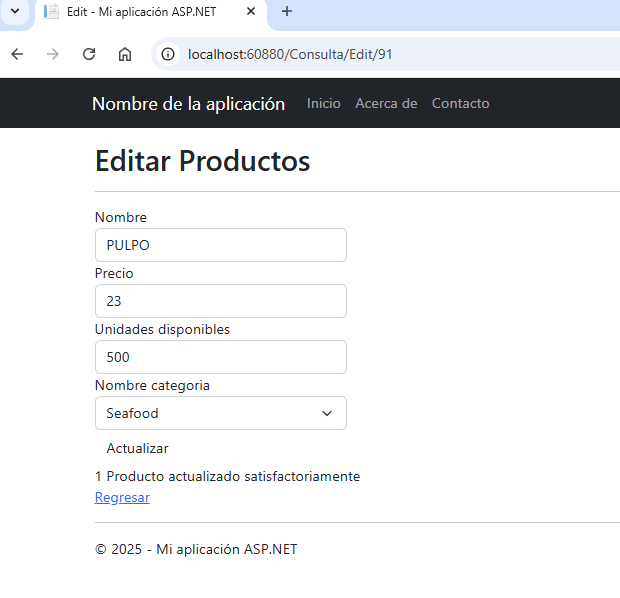 Edit - Mi aplicación ASP.NET
localhost:60880/Consulta/Edit/91
Nombre de la aplicación Inicio Acerca de Contacto
Editar Productos
Nombre
PULPO
Precio
23
Unidades disponibles
500
Nombre categoria
Seafood
Actualizar
1 Producto actualizado satisfactoriamente
Regresar
© 2025 - Mi aplicación ASP.NET